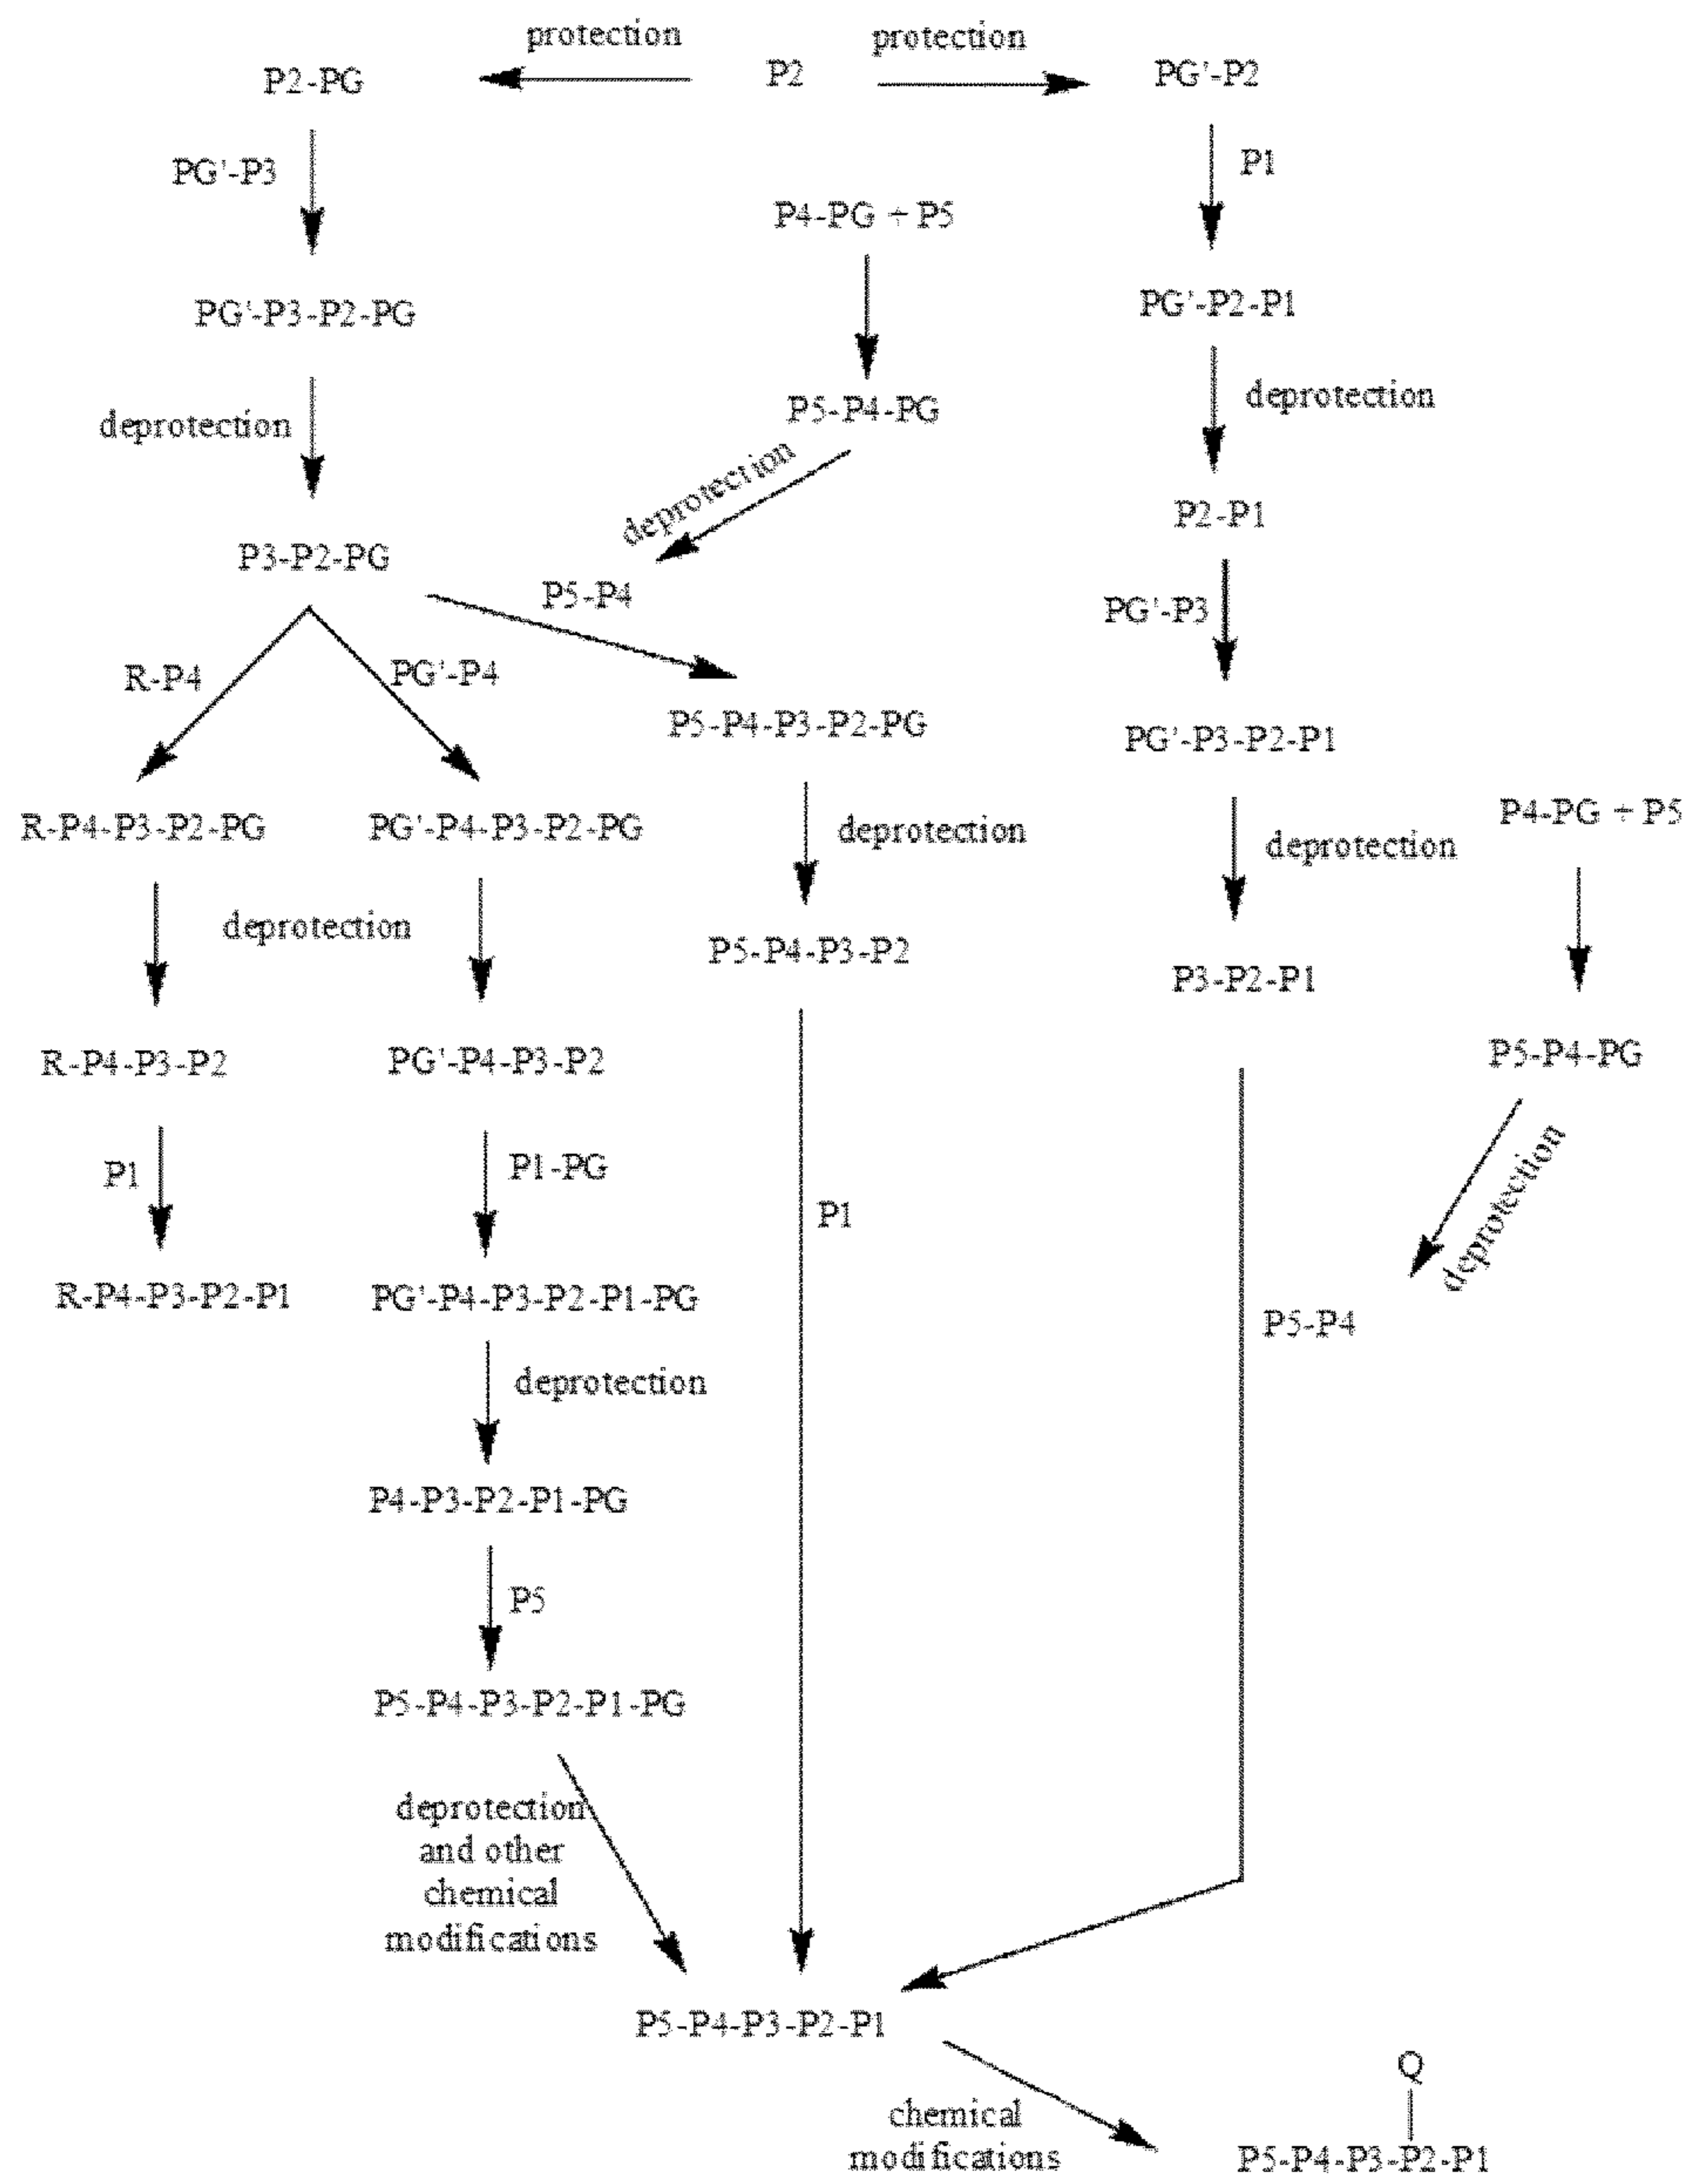 protection
protection
P2-PG
P2
PG'-P2
PG'-P3
P1
P4-PG + P5
PG'-P3-P2-PG
PG'-P2-P1
deprotection
P5-P4-PG
deprotection
deprotection
P2-P1
P3-P2-PG
P5-P4
PG'-P3
R-P4
PG'-P4
P5-P4-P3-P2-PG
PG'-P3-P2-P1
R-P4-P3-P2-PG
PG'-P4-P3-P2-PG
deprotection
deprotection
P4-PG + P5
deprotection
P5-P4-P3-P2
P3-P2-P1
R-P4-P3-P2
PG'-P4-P3-P2
P5-P4-PG
P1
P1-PG
P1
deprotection
R-P4-P3-P2-P1
PG'-P4-P3-P2-P1-PG
P5-P4
deprotection
P4-P3-P2-P1-PG
P5
P5-P4-P3-P2-P1-PG
deprotection
and other
chemical
modifications
P5-P4-P3-P2-P1
chemical
modifications
Q
P5-P4-P3-P2-P1